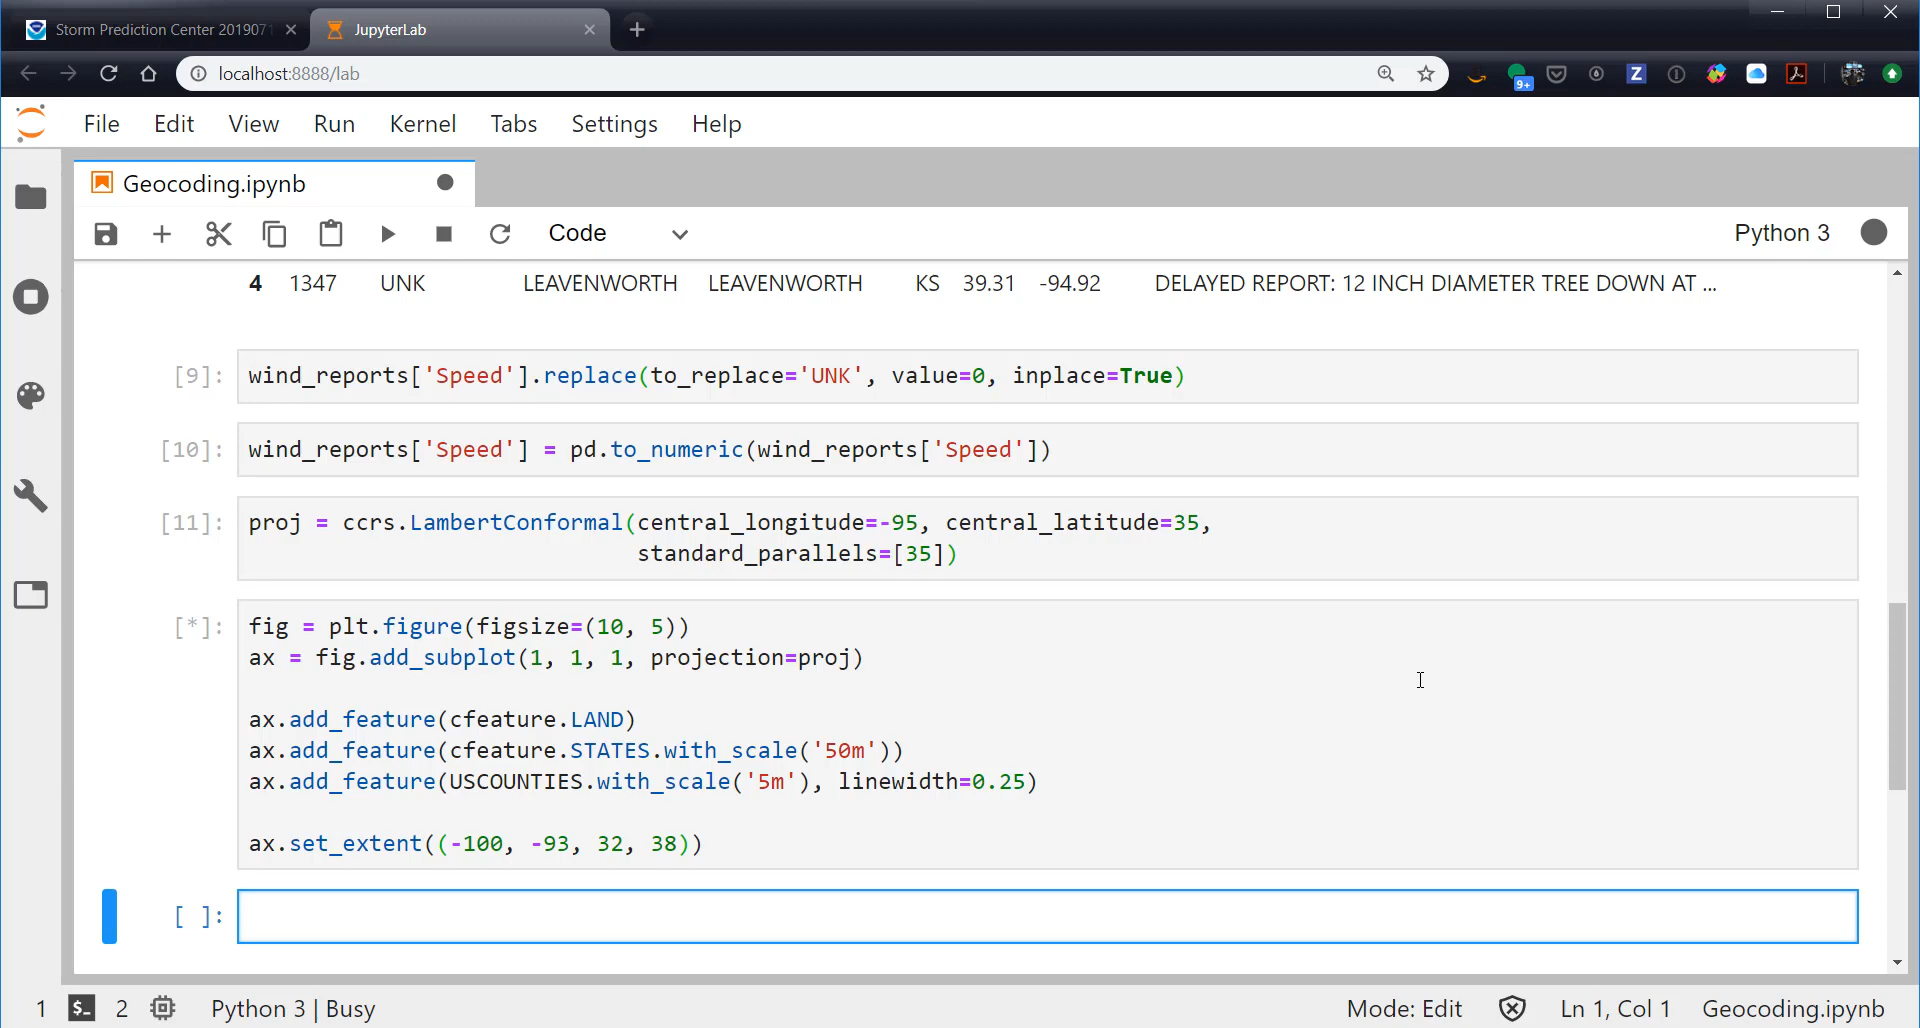 Storm Prediction Center 201907
JupyterLab
localhost:8888/lab
9+
Z
File Edit View Run Kernel Tabs Settings Help
Geocoding.ipynb
Code
Python 3
4 1347 UNK LEAVENWORTH LEAVENWORTH KS 39.31 -94.92 DELAYED REPORT: 12 INCH DIAMETER TREE DOWN AT ...
[9]: wind_reports['Speed'].replace(to_replace='UNK', value=0, inplace=True)
[10]: wind_reports['Speed'] = pd.to_numeric(wind_reports['Speed'])
[11]: proj = ccrs.LambertConformal(central_longitude=-95, central_latitude=35,
standard_parallels=[35])
[*]: fig = plt.figure(figsize=(10, 5))
ax = fig.add_subplot(1, 1, 1, projection=proj)
ax.add_feature(cfeature.LAND)
ax.add_feature(cfeature.STATES.with_scale('50m'))
ax.add_feature(USCOUNTIES.with_scale('5m'), linewidth=0.25)
ax.set_extent((-100, -93, 32, 38))
[ ]:
1 $_ 2 Python 3 | Busy Mode: Edit Ln 1, Col 1 Geocoding.ipynb